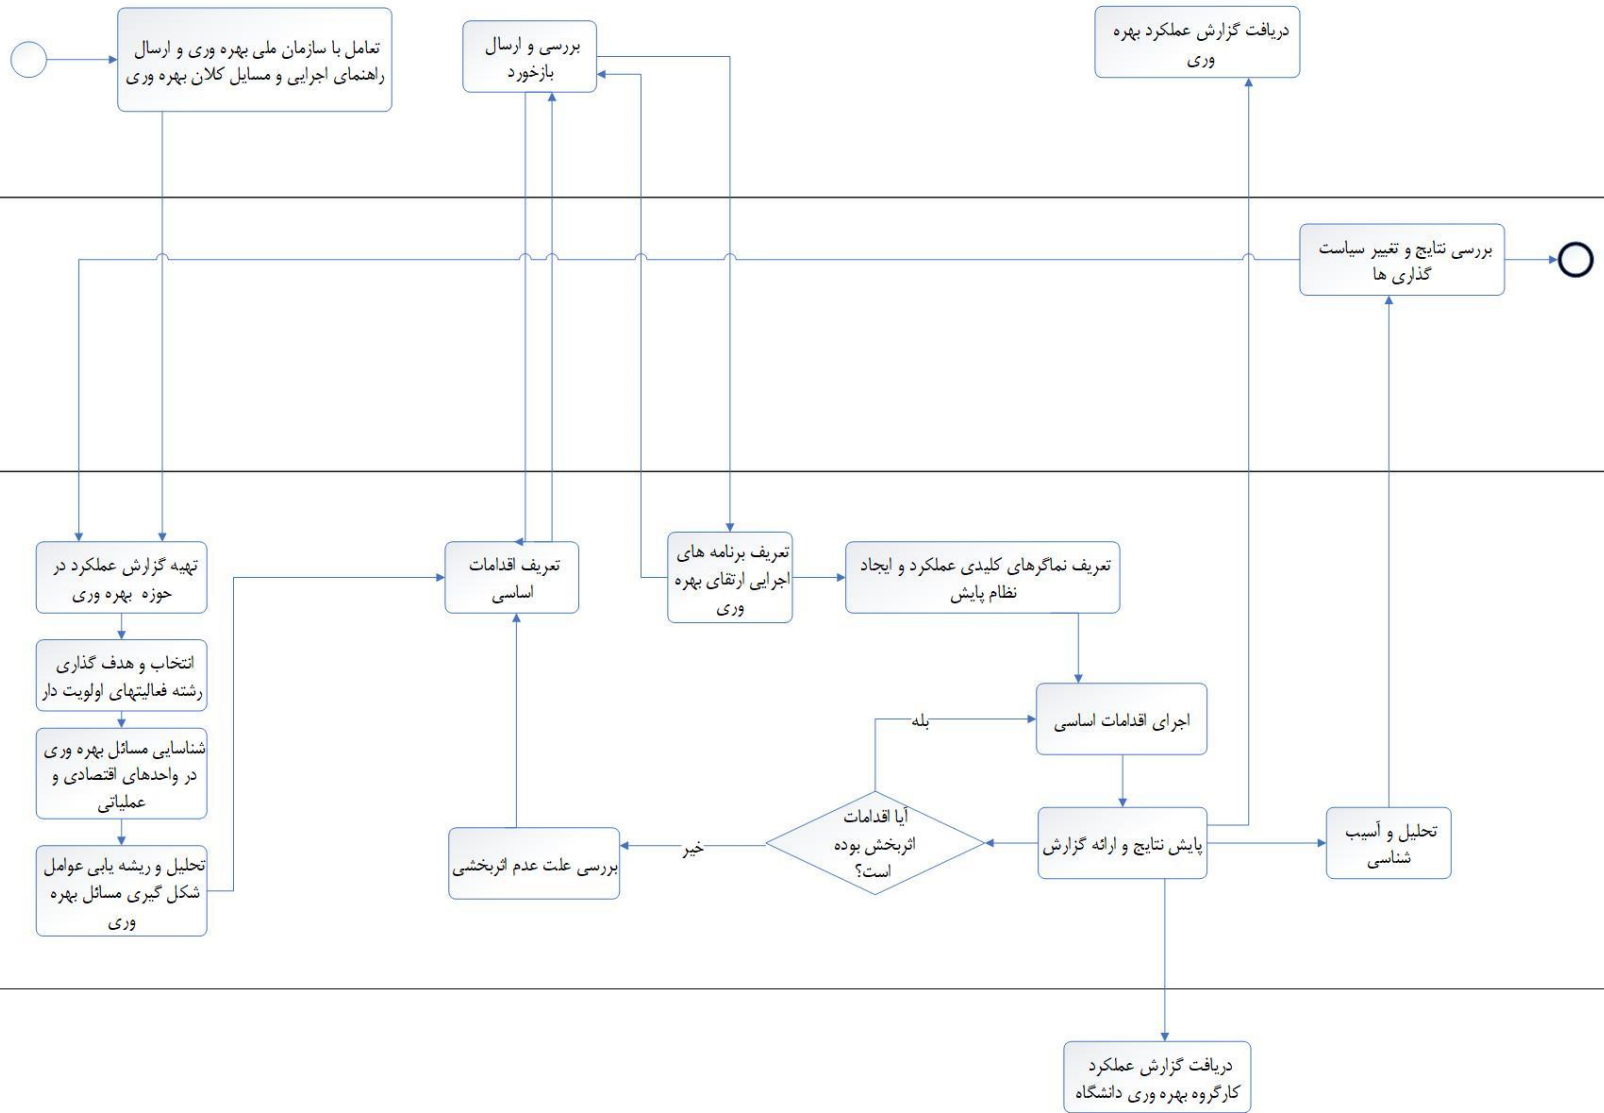 تعامل با سازمان ملی بهره وری و ارسال
راهنمای اجرایی و مسایل کلان بهره وری
بررسی و ارسال
بازخورد
دریافت گزارش عملکرد بهره
وری
بررسی نتایج و تغییر سیاست
گذاری ها
تهیه گزارش عملکرد در
حوزه بهره وری
انتخاب و هدف گذاری
رشته فعالیتهای اولویت دار
شناسایی مسائل بهره وری
در واحدهای اقتصادی و
عملیاتی
تحلیل و ریشه یابی عوامل
شکل گیری مسائل بهره
وری
تعریف اقدامات
اساسی
تعریف برنامه های
اجرایی ارتقای بهره
وری
تعریف نماگرهای کلیدی عملکرد و ایجاد
نظام پایش
اجرای اقدامات اساسی
پایش نتایج و ارائه گزارش
بله
آیا اقدامات
اثربخش بوده
است؟
خیر
بررسی علت عدم اثربخشی
تحلیل و آسیب
شناسی
دریافت گزارش عملکرد
کارگروه بهره وری دانشگاه